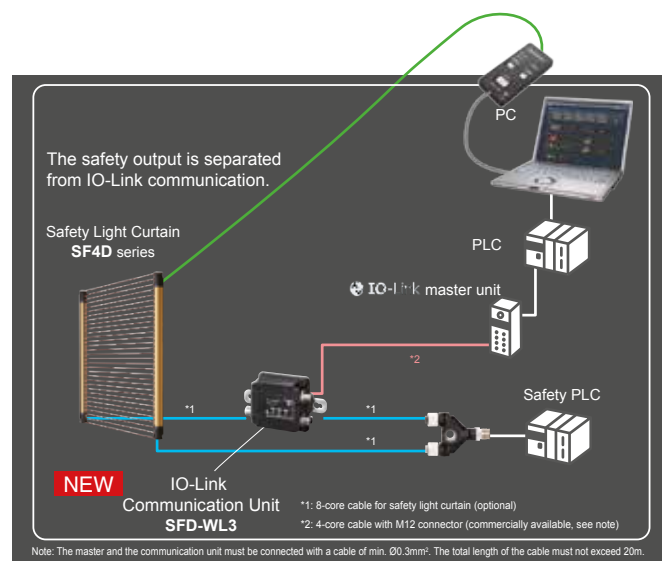 PC
The safety output is separated
from IO-Link communication.
Safety Light Curtain
SF4D series
PLC
IO-Link master unit
*2
Safety PLC
*1
*1
*1
NEW
IO-Link
Communication Unit
SFD-WL3
*1: 8-core cable for safety light curtain (optional)
*2: 4-core cable with M12 connector (commercially available, see note)
Note: The master and the communication unit must be connected with a cable of min. Ø0.3mm². The total length of the cable must not exceed 20m.